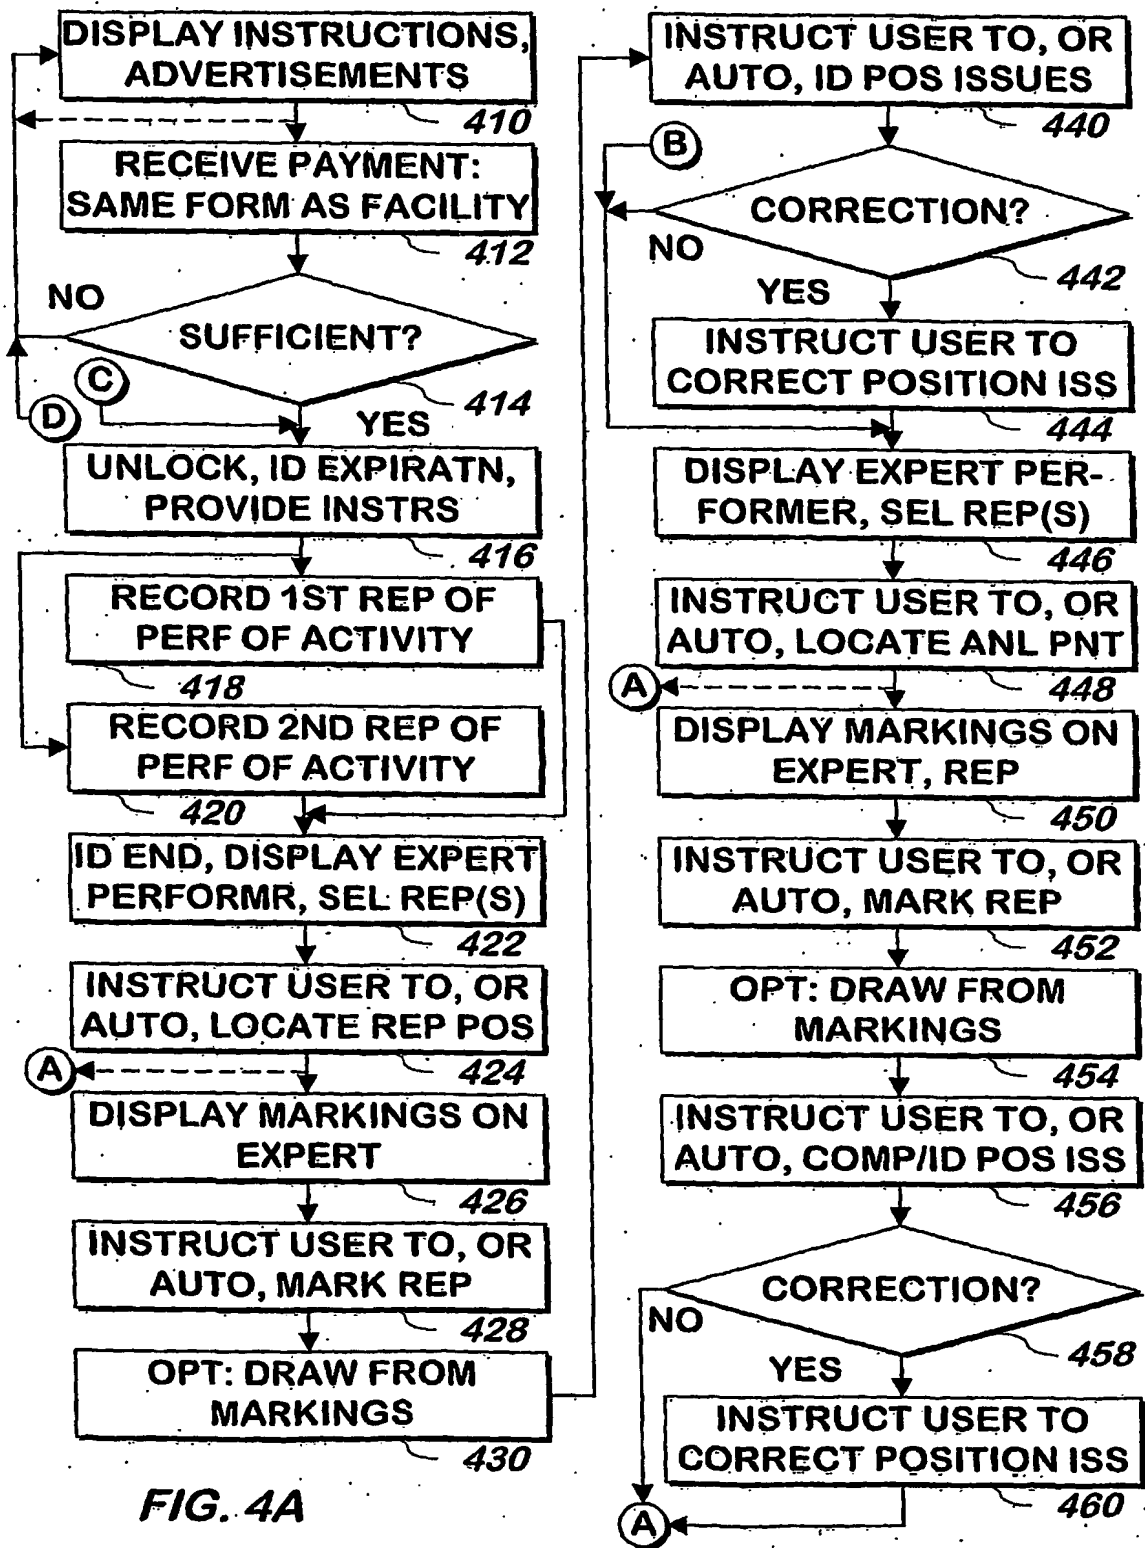 DISPLAY INSTRUCTIONS,
ADVERTISEMENTS
410
RECEIVE PAYMENT:
SAME FORM AS FACILITY
412
NO
SUFFICIENT?
C
414
D
YES
UNLOCK, ID EXPIRATN,
PROVIDE INSTRS
416
RECORD 1ST REP OF
PERF OF ACTIVITY
418
RECORD 2ND REP OF
PERF OF ACTIVITY
420
ID END, DISPLAY EXPERT
PERFORMR, SEL REP(S)
422
INSTRUCT USER TO, OR
AUTO, LOCATE REP POS
424
A
DISPLAY MARKINGS ON
EXPERT
426
INSTRUCT USER TO, OR
AUTO, MARK REP
428
OPT: DRAW FROM
MARKINGS
430
FIG. 4A
INSTRUCT USER TO, OR
AUTO, ID POS ISSUES
440
B
CORRECTION?
NO
442
YES
INSTRUCT USER TO
CORRECT POSITION ISS
444
DISPLAY EXPERT PER-
FORMER, SEL REP(S)
446
INSTRUCT USER TO, OR
AUTO, LOCATE ANL PNT
448
A
DISPLAY MARKINGS ON
EXPERT, REP
450
INSTRUCT USER TO, OR
AUTO, MARK REP
452
OPT: DRAW FROM
MARKINGS
454
INSTRUCT USER TO, OR
AUTO, COMP/ID POS ISS
456
CORRECTION?
NO
458
YES
INSTRUCT USER TO
CORRECT POSITION ISS
460
A